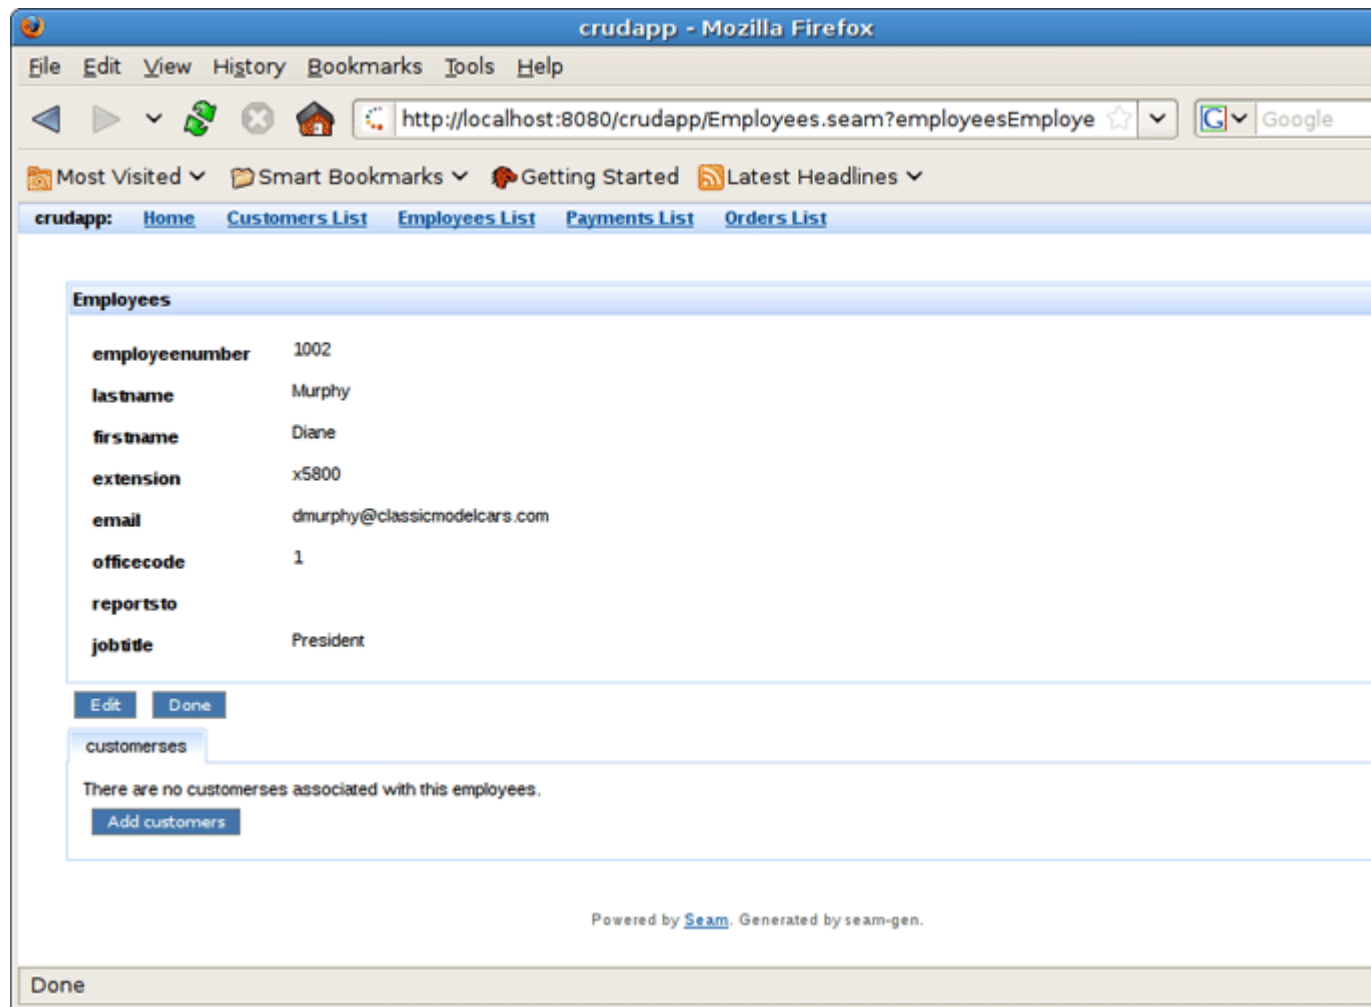 crudapp - Mozilla Firefox
File Edit View History Bookmarks Tools Help
http://localhost:8080/crudapp/Employees.seam?employeesEmploye G Google
Most Visited Smart Bookmarks Getting Started Latest Headlines
crudapp: Home Customers List Employees List Payments List Orders List
Employees
employeenumber 1002
lastname Murphy
firstname Diane
extension x5800
email dmurphy@classicmodelcars.com
officecode 1
reportsto
jobtitle President
Edit Done
customerses
There are no customerses associated with this employees.
Add customers
Powered by Seam. Generated by seam-gen.
Done